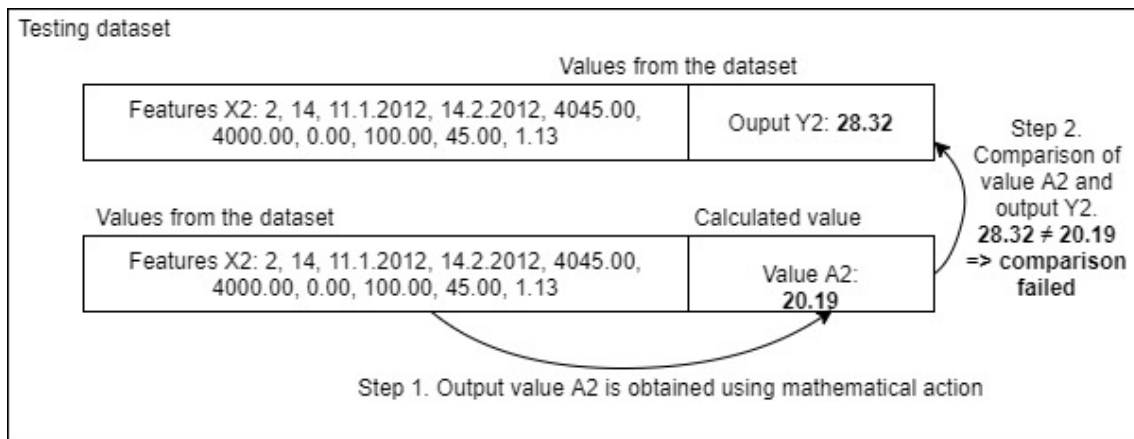 Testing dataset
Values from the dataset
Features X2: 2, 14, 11.1.2012, 14.2.2012, 4045.00,
4000.00, 0.00, 100.00, 45.00, 1.13
Ouput Y2: 28.32
Step 2.
Comparison of
value A2 and
output Y2.
28.32 ≠ 20.19
=> comparison
failed
Values from the dataset
Calculated value
Features X2: 2, 14, 11.1.2012, 14.2.2012, 4045.00,
4000.00, 0.00, 100.00, 45.00, 1.13
Value A2:
20.19
Step 1. Output value A2 is obtained using mathematical action